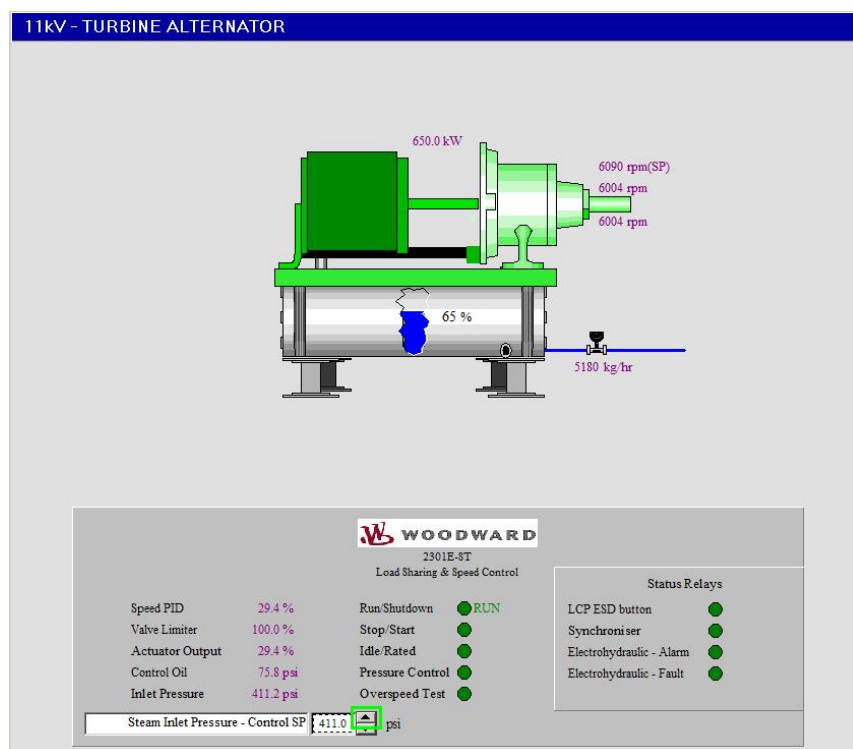 11kV - TURBINE ALTERNATOR
650.0 kW
6090 rpm(SP)
6004 rpm
6004 rpm
65 %
5180 kg/hr
WOODWARD
2301E-ST
Load Sharing & Speed Control
Status Relays
Speed PID 29.4 % Run/Shutdown RUN LCP ESD button
Valve Limiter 100.0 % Stop/Start Synchroniser
Actuator Output 29.4 % Idle/Rated Electrohydraulic - Alarm
Control Oil 75.8 psi Pressure Control Electrohydraulic - Fault
Inlet Pressure 411.2 psi Overspeed Test
Steam Inlet Pressure - Control SP 411.0 psi